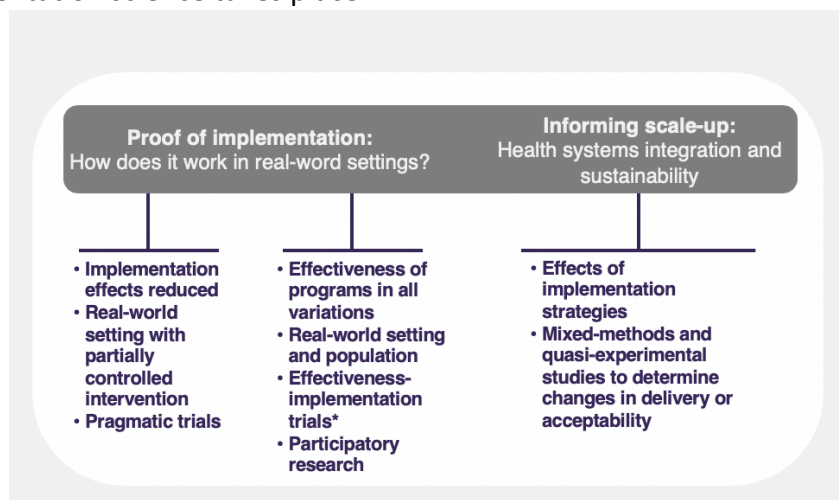 Proof of implementation:
How does it work in real-word settings?
Informing scale-up:
Health systems integration and
sustainability
• Implementation
effects reduced
• Real-world
setting with
partially
controlled
intervention
• Pragmatic trials
• Effectiveness of
programs in all
variations
• Real-world setting
and population
• Effectiveness-
implementation
trials*
• Participatory
research
• Effects of
implementation
strategies
• Mixed-methods and
quasi-experimental
studies to determine
changes in delivery or
acceptability